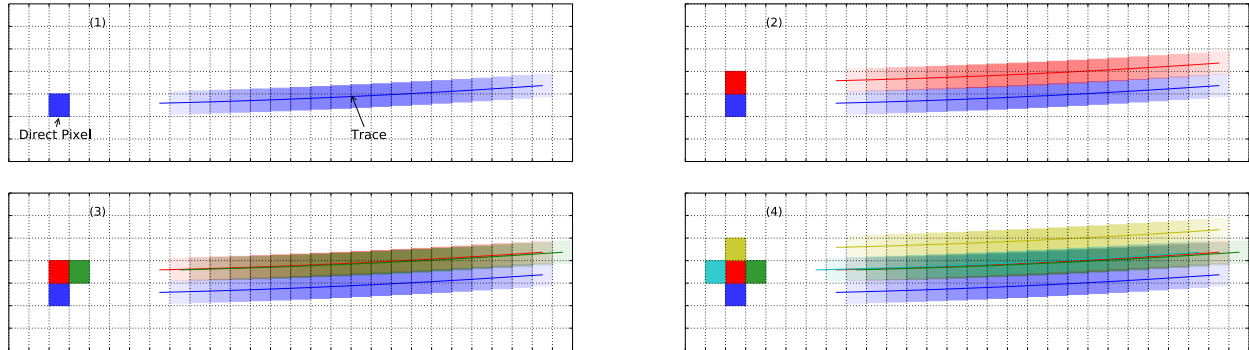 (1)
Direct Pixel
Trace
(2)
(3)
(4)